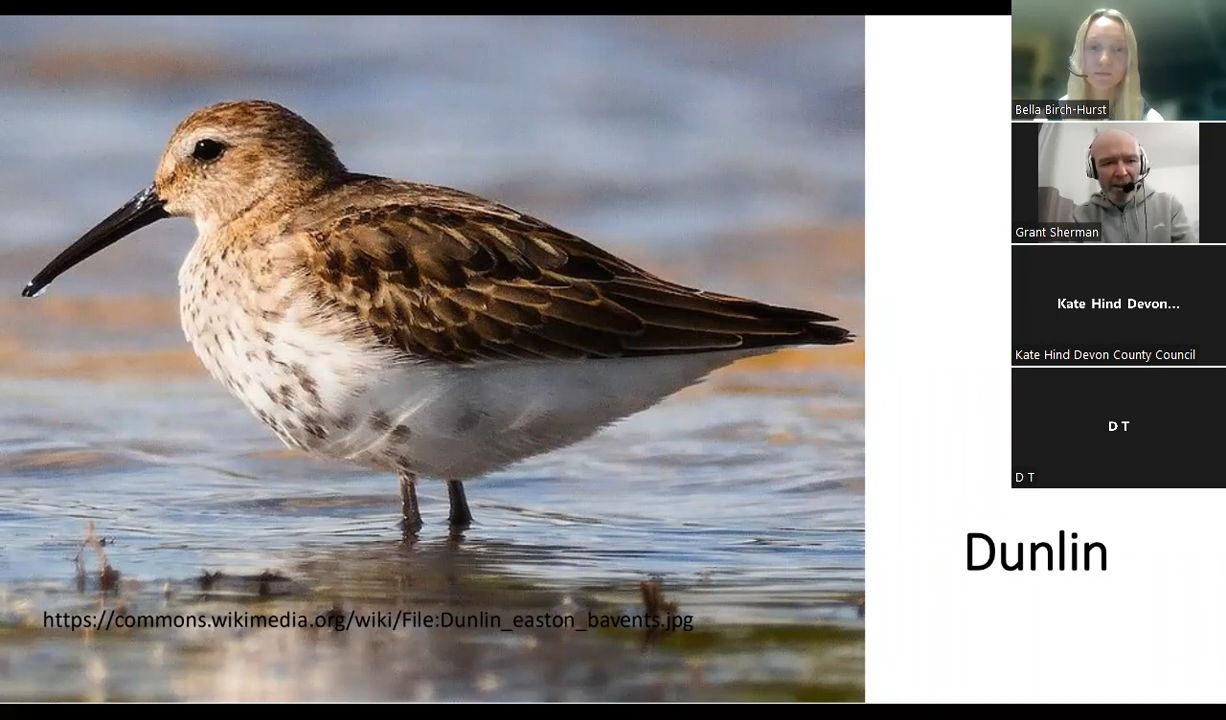 Bella Birch-Hurst
Grant Sherman
Kate Hind Devon...
Kate Hind Devon County Council
D T
D T
Dunlin
https://commons.wikimedia.org/wiki/File:Dunlin_easton_bavents.jpg